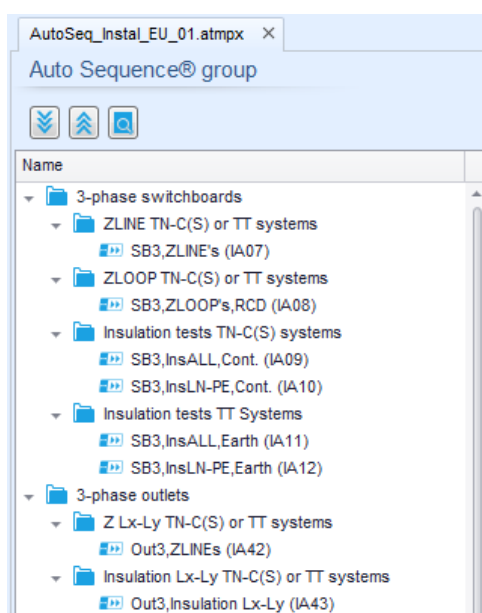 AutoSeq_Instal_EU_01.atmpx ×
Auto Sequence® group
Name
3-phase switchboards
ZLINE TN-C(S) or TT systems
SB3,ZLINE's (IA07)
ZLOOP TN-C(S) or TT systems
SB3,ZLOOP's,RCD (IA08)
Insulation tests TN-C(S) systems
SB3,InsALL,Cont. (IA09)
SB3,InsLN-PE,Cont. (IA10)
Insulation tests TT Systems
SB3,InsALL,Earth (IA11)
SB3,InsLN-PE,Earth (IA12)
3-phase outlets
Z Lx-Ly TN-C(S) or TT systems
Out3,ZLINEs (IA42)
Insulation Lx-Ly TN-C(S) or TT systems
Out3,Insulation Lx-Ly (IA43)